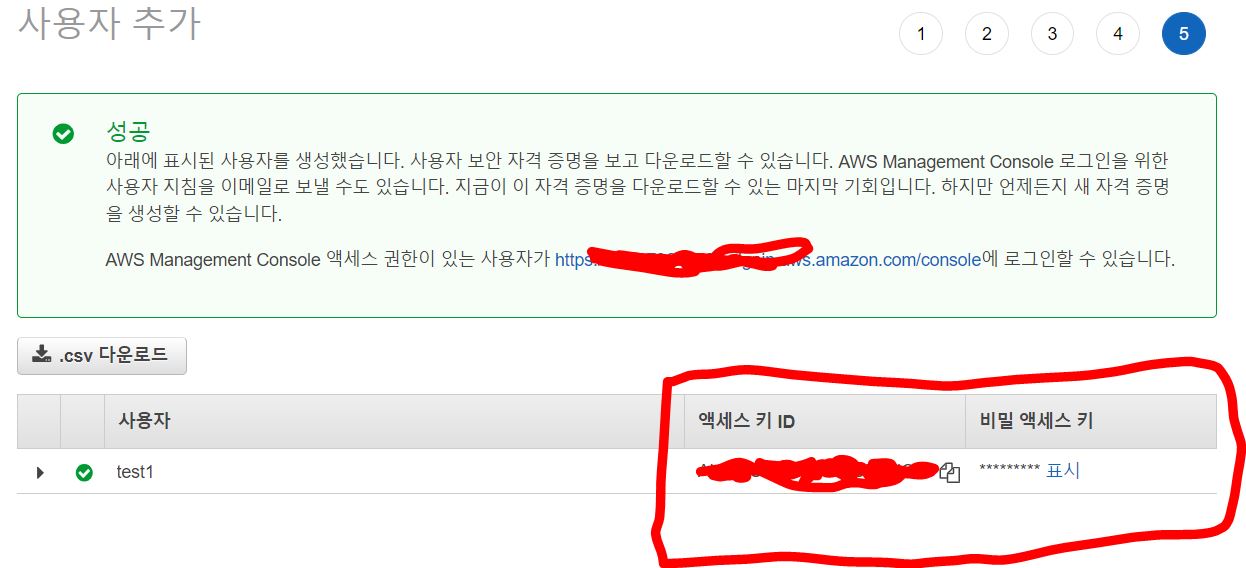 사용자 추가
1 2 3 4 5
성공
아래에 표시된 사용자를 생성했습니다. 사용자 보안 자격 증명을 보고 다운로드할 수 있습니다. AWS Management Console 로그인을 위한
사용자 지침을 이메일로 보낼 수도 있습니다. 지금이 이 자격 증명을 다운로드할 수 있는 마지막 기회입니다. 하지만 언제든지 새 자격 증명
을 생성할 수 있습니다.
AWS Management Console 액세스 권한이 있는 사용자가 https: aws.amazon.com/console에 로그인할 수 있습니다.
.csv 다운로드
사용자 액세스 키 ID 비밀 액세스 키
test1 ********* 표시